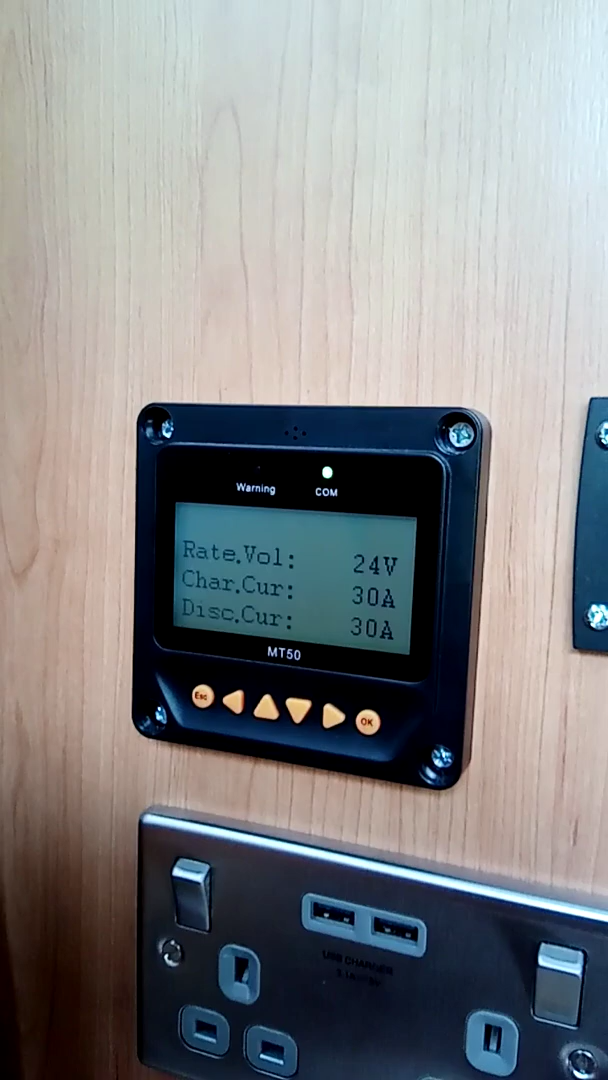 Warning COM
Rate.Vol: 24V
Char.Cur: 30A
Disc.Cur: 30A
MT50
Esc OK
USB CHARGER